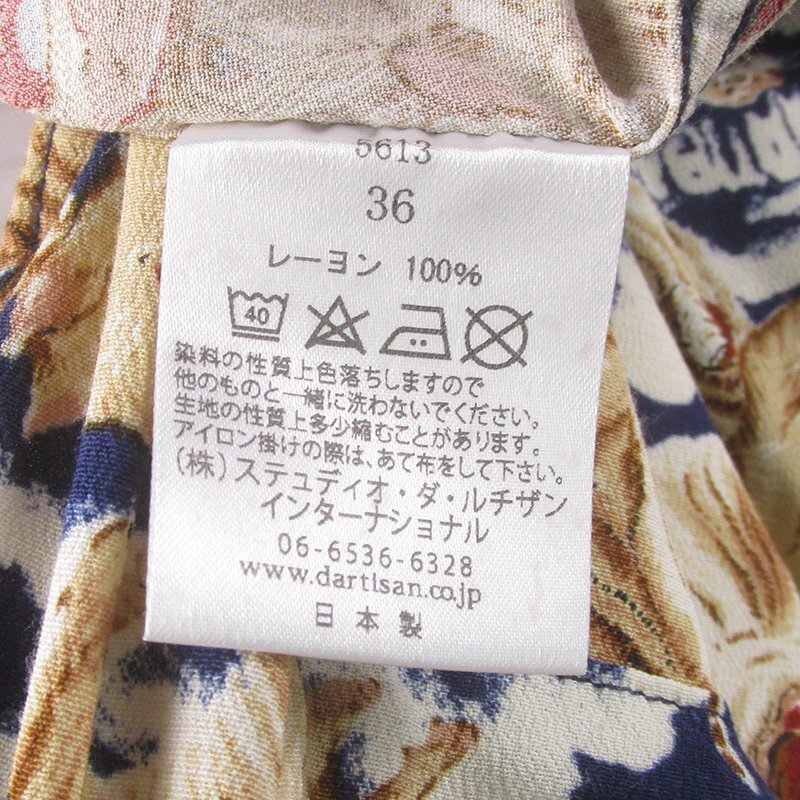 5613
36
レーヨン 100%
40
染料の性質上色落ちしますので
他のものと一緒に洗わないでください。
生地の性質上多少縮むことがあります。
アイロン掛けの際は、あて布をして下さい。
(株)ステュディオ・ダ・ルチザン
インターナショナル
06-6536-6328
www.dartisan.co.jp
日本製